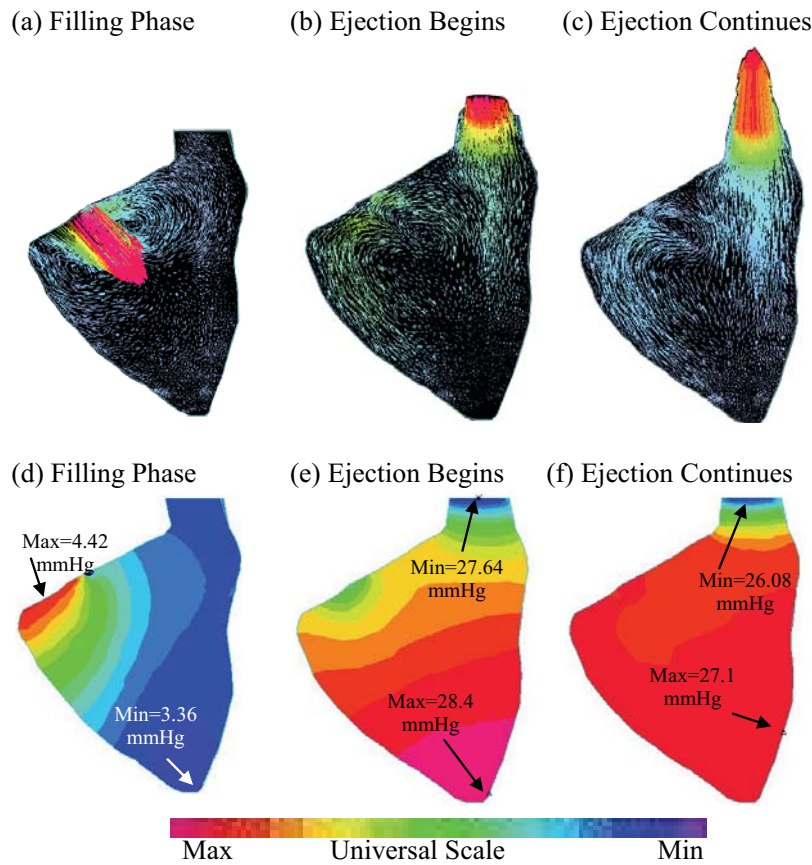 (a) Filling Phase
(b) Ejection Begins
(c) Ejection Continues
(d) Filling Phase
(e) Ejection Begins
(f) Ejection Continues
Max=4.42
mmHg
Min=3.36
mmHg
Min=27.64
mmHg
Max=28.4
mmHg
Min=26.08
mmHg
Max=27.1
mmHg
Max
Universal Scale
Min